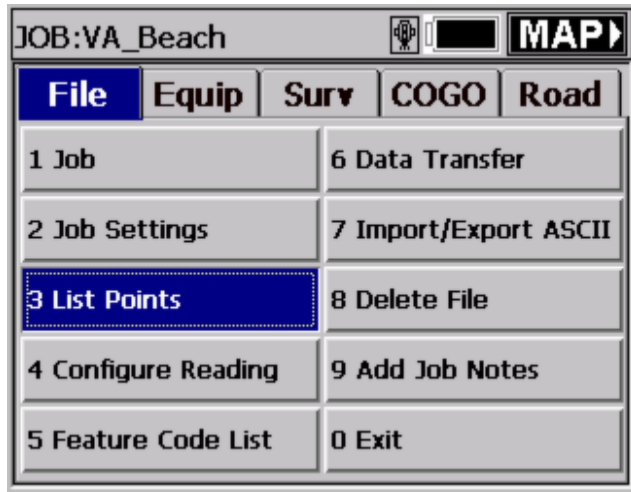 JOB:VA_Beach MAP
File Equip Surv COGO Road
1 Job
2 Job Settings
3 List Points
4 Configure Reading
5 Feature Code List
6 Data Transfer
7 Import/Export ASCII
8 Delete File
9 Add Job Notes
0 Exit